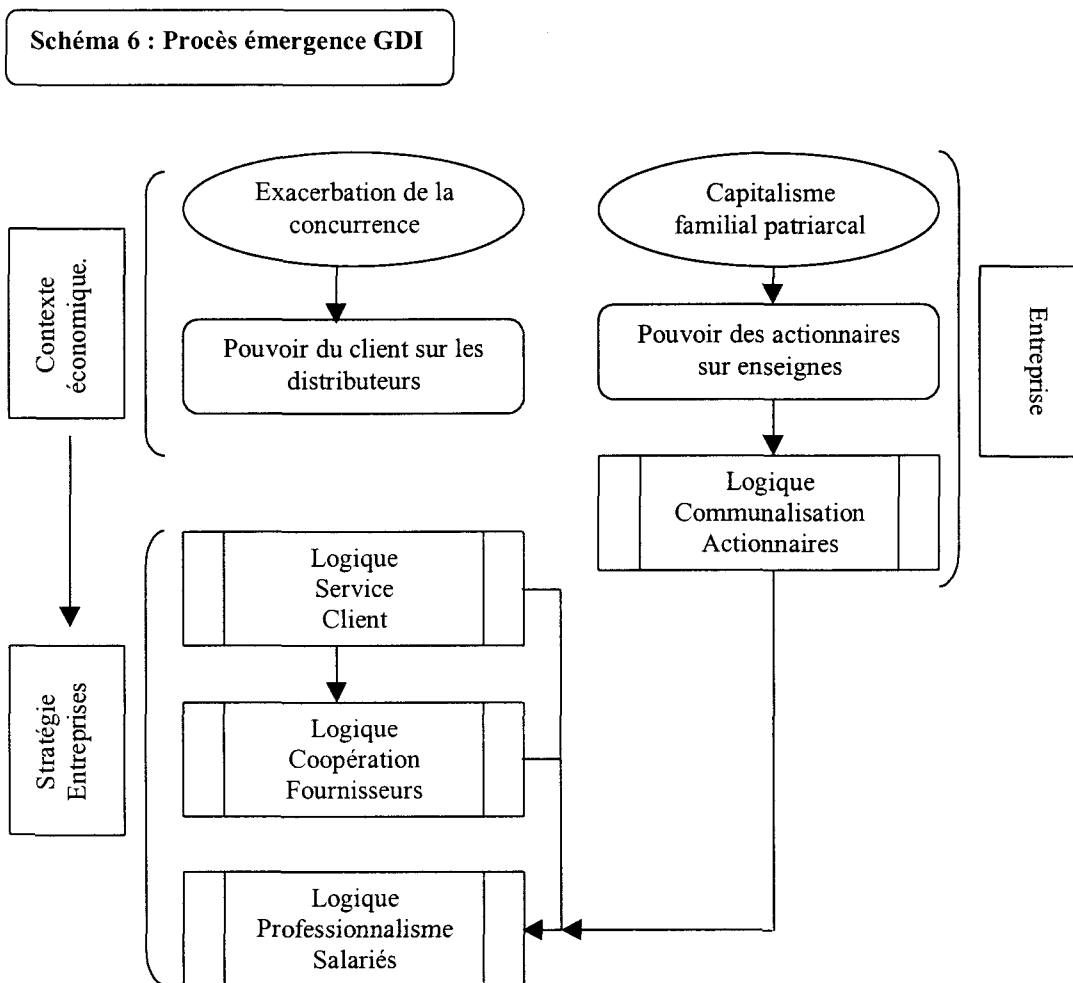 Schéma 6 : Procès émergence GDI
Exacerbation de la
concurrence
Capitalisme
familial patriarcal
Contexte
économique.
Pouvoir du client sur les
distributeurs
Pouvoir des actionnaires
sur enseignes
Entreprise
Logique
Communalisation
Actionnaires
Logique
Service
Client
Stratégie
Entreprises
Logique
Coopération
Fournisseurs
Logique
Professionnalisme
Salariés